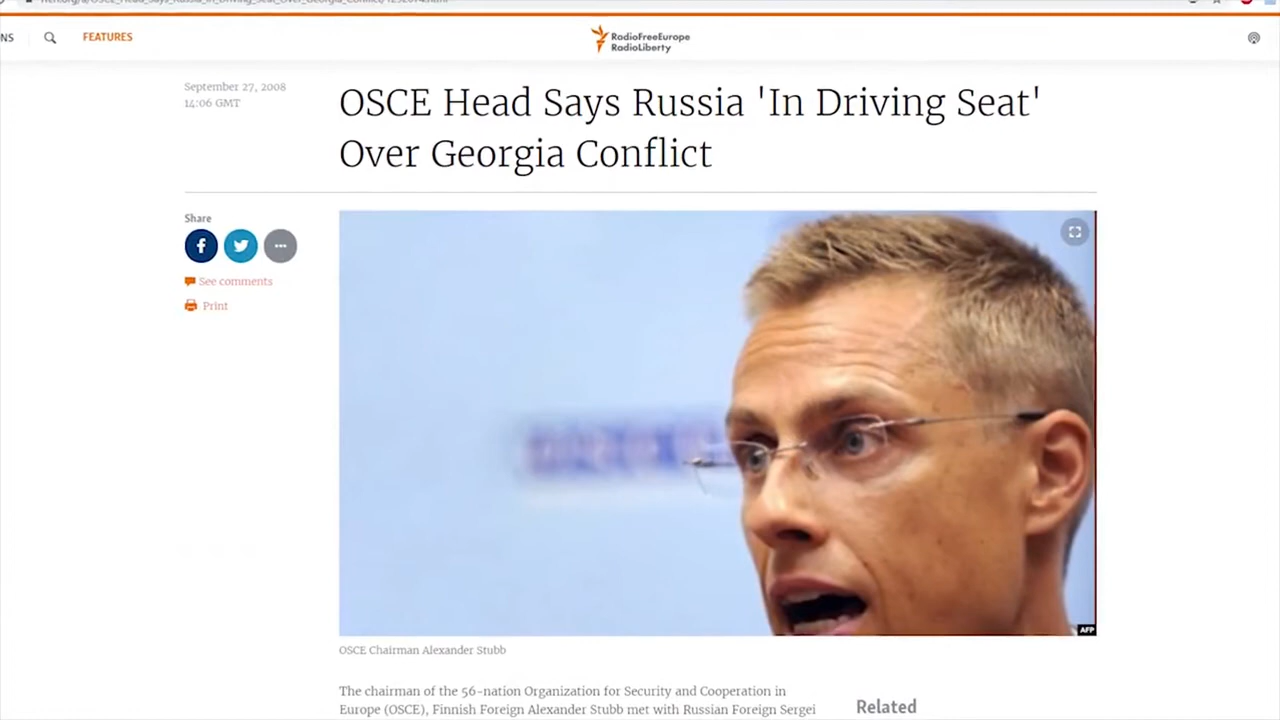 NS
FEATURES
RadioFreeEurope
RadioLiberty
September 27, 2008
14:06 GMT
OSCE Head Says Russia 'In Driving Seat'
Over Georgia Conflict
Share
See comments
Print
AFP
OSCE Chairman Alexander Stubb
The chairman of the 56-nation Organization for Security and Cooperation in
Europe (OSCE), Finnish Foreign Alexander Stubb met with Russian Foreign Sergei
Related